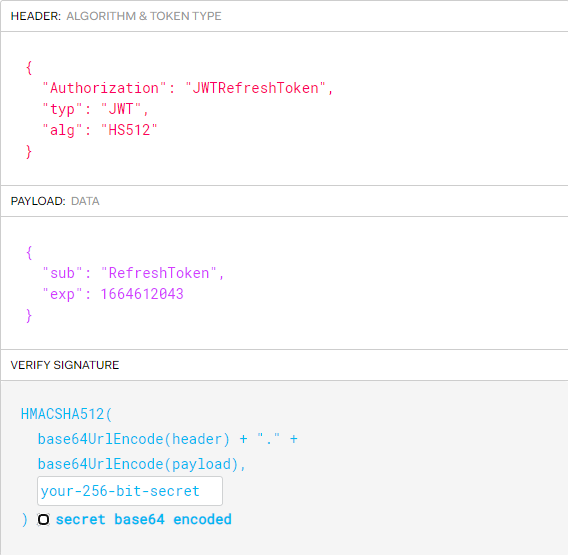 HEADER: ALGORITHM & TOKEN TYPE
{
"Authorization": "JWTRefreshToken",
"typ": "JWT",
"alg": "HS512"
}
PAYLOAD: DATA
{
"sub": "RefreshToken",
"exp": 1664612043
}
VERIFY SIGNATURE
HMACSHA512(
base64UrlEncode(header) + "." +
base64UrlEncode(payload),
your-256-bit-secret
) secret base64 encoded